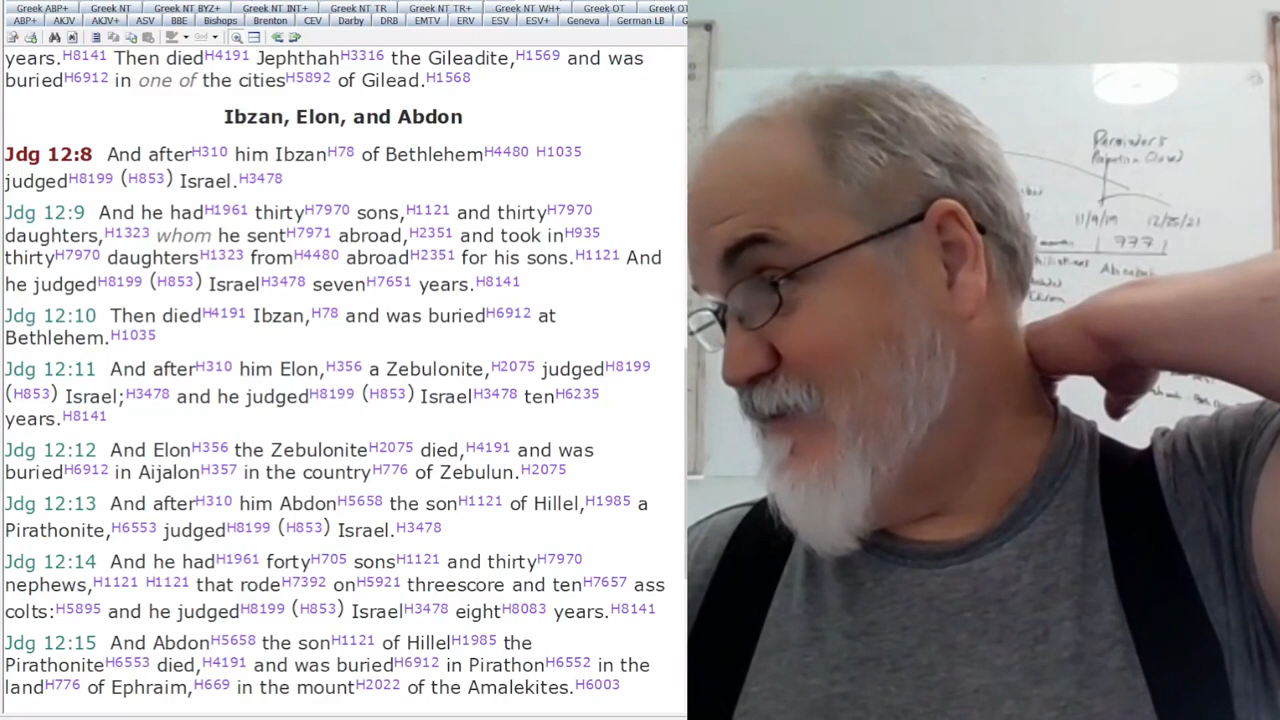 Greek ABP+ Greek NT Greek NT BYZ+ Greek NT INT+ Greek NT TR Greek NT TR+ Greek NT WH+ Greek OT
ABP+ AKJV AKJV+ ASV BBE Bishops Brenton CEV Darby DRB EMTV ERV ESV ESV+ Geneva German LB G
years.H8141 Then diedH4191 JephthahH3316 the Gileadite,H1569 and was
buriedH6912 in one of the citiesH5892 of Gilead.H1568
Ibzan, Elon, and Abdon
Jdg 12:8 And afterH310 him IbzanH78 of BethlehemH4480 H1035
judgedH8199 (H853) Israel.H3478
Jdg 12:9 And he hadH1961 thirtyH7970 sons,H1121 and thirtyH7970
daughters,H1323 whom he sentH7971 abroad,H2351 and took inH935
thirtyH7970 daughtersH1323 fromH4480 abroadH2351 for his sons.H1121 And
he judgedH8199 (H853) IsraelH3478 sevenH7651 years.H8141
Jdg 12:10 Then diedH4191 Ibzan,H78 and was buriedH6912 at
Bethlehem.H1035
Jdg 12:11 And afterH310 him Elon,H356 a Zebulonite,H2075 judgedH8199
(H853) Israel;H3478 and he judgedH8199 (H853) IsraelH3478 tenH6235
years.H8141
Jdg 12:12 And ElonH356 the ZebuloniteH2075 died,H4191 and was
buriedH6912 in AijalonH357 in the countryH776 of Zebulun.H2075
Jdg 12:13 And afterH310 him AbdonH5658 the sonH1121 of Hillel,H1985 a
Pirathonite,H6553 judgedH8199 (H853) Israel.H3478
Jdg 12:14 And he hadH1961 fortyH705 sonsH1121 and thirtyH7970
nephews,H1121 H1121 that rodeH7392 onH5921 threescore and tenH7657 ass
colts:H5895 and he judgedH8199 (H853) IsraelH3478 eightH8083 years.H8141
Jdg 12:15 And AbdonH5658 the sonH1121 of HillelH1985 the
PirathoniteH6553 died,H4191 and was buriedH6912 in PirathonH6552 in the
landH776 of Ephraim,H669 in the mountH2022 of the Amalekites.H6003
11/9/19 12/25/21
777